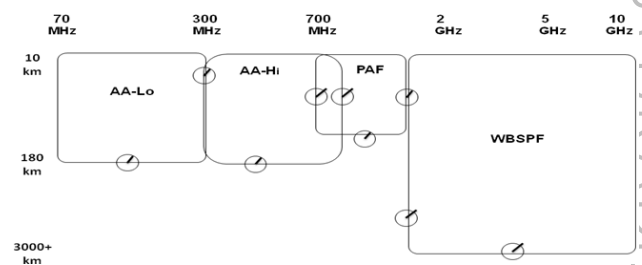 70 300 700 2 5 10
MHz MHz MHz GHz GHz GHz
10
km
AA-Lo
AA-Hi
PAF
WBSPF
180
km
3000+
km